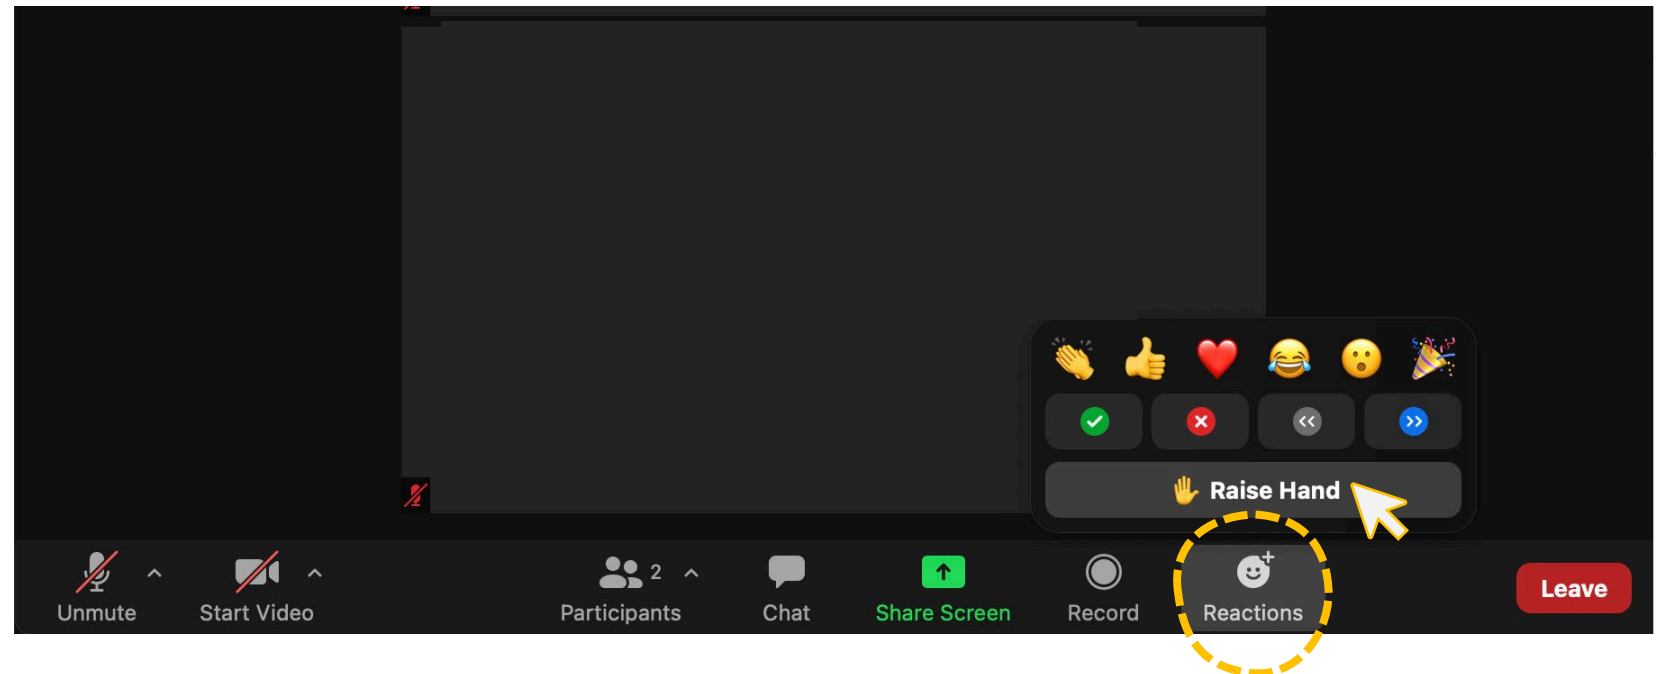 Raise Hand
2
Unmute
Start Video
Participants
Chat
Share Screen
Record
Reactions
Leave